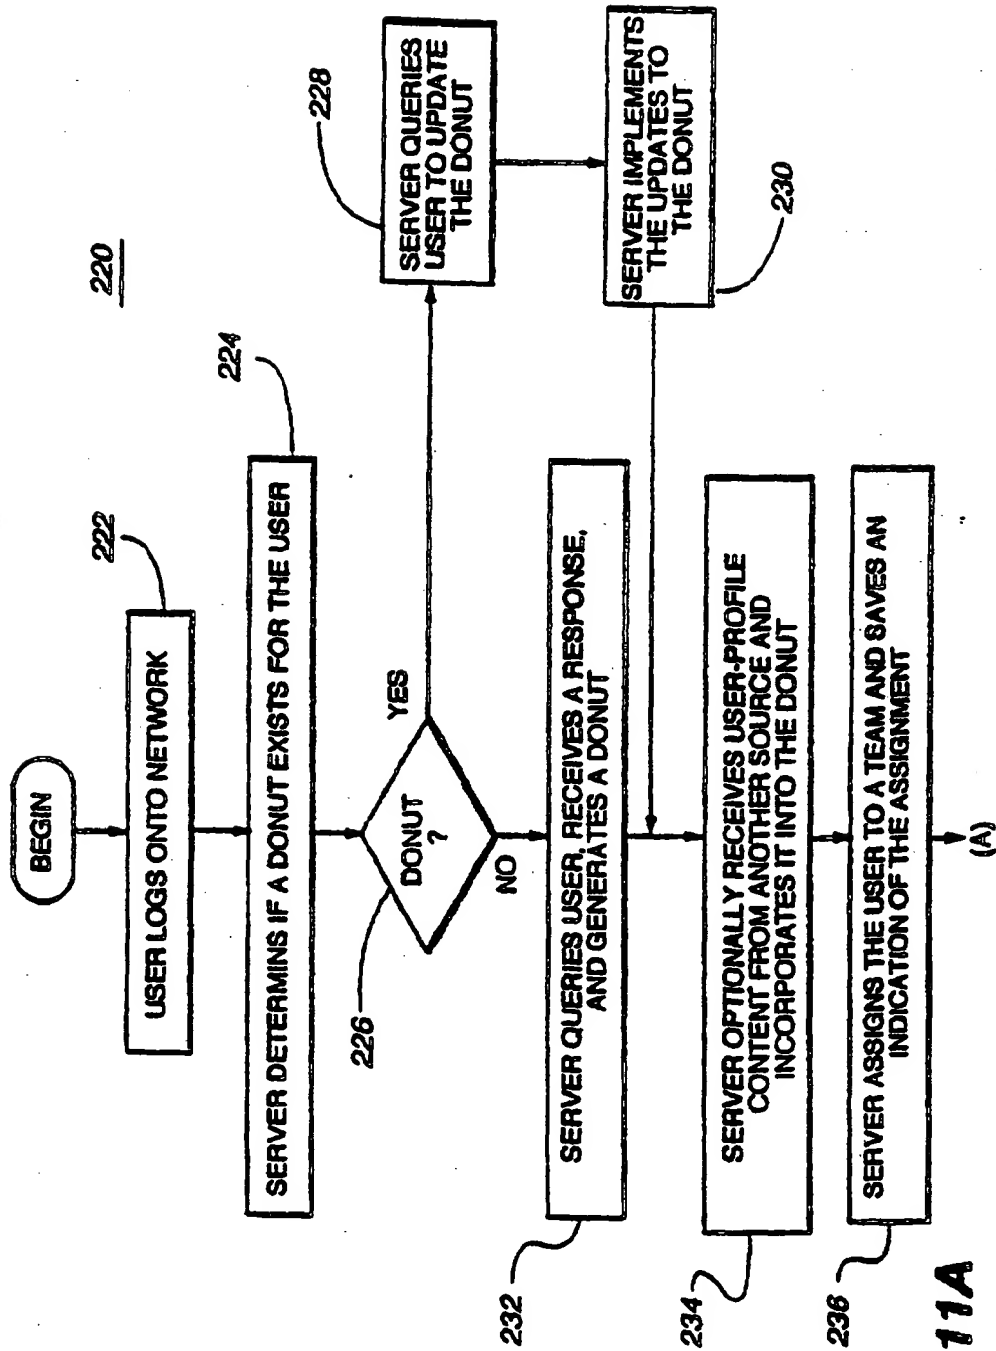 220
BEGIN
222
USER LOGS ONTO NETWORK
224
SERVER DETERMINS IF A DONUT EXISTS FOR THE USER
226
DONUT
?
YES
NO
228
SERVER QUERIES
USER TO UPDATE
THE DONUT
230
SERVER IMPLEMENTS
THE UPDATES TO
THE DONUT
232
SERVER QUERIES USER, RECEIVES A RESPONSE,
AND GENERATES A DONUT
234
SERVER OPTIONALLY RECEIVES USER-PROFILE
CONTENT FROM ANOTHER SOURCE AND
INCORPORATES IT INTO THE DONUT
236
SERVER ASSIGNS THE USER TO A TEAM AND SAVES AN
INDICATION OF THE ASSIGNMENT
(A)
11A